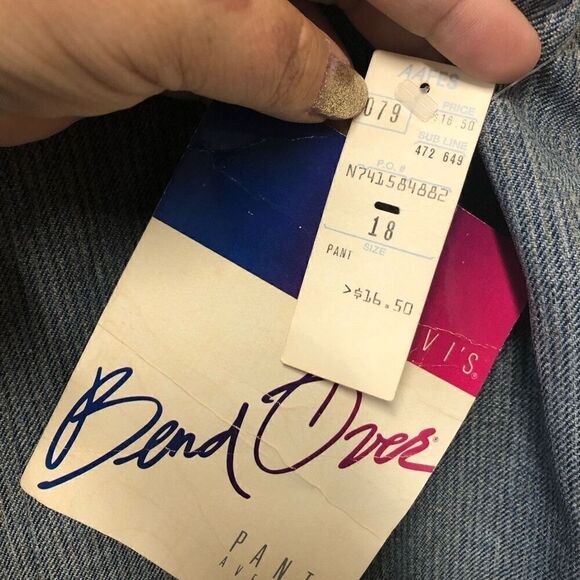 AAFES
079
PRICE
$16.50
SUB LINE
472 649
P.O.#
N741584882
18
SIZE
PANT
>$16.50
VI'S®
Bend Over®
PANT